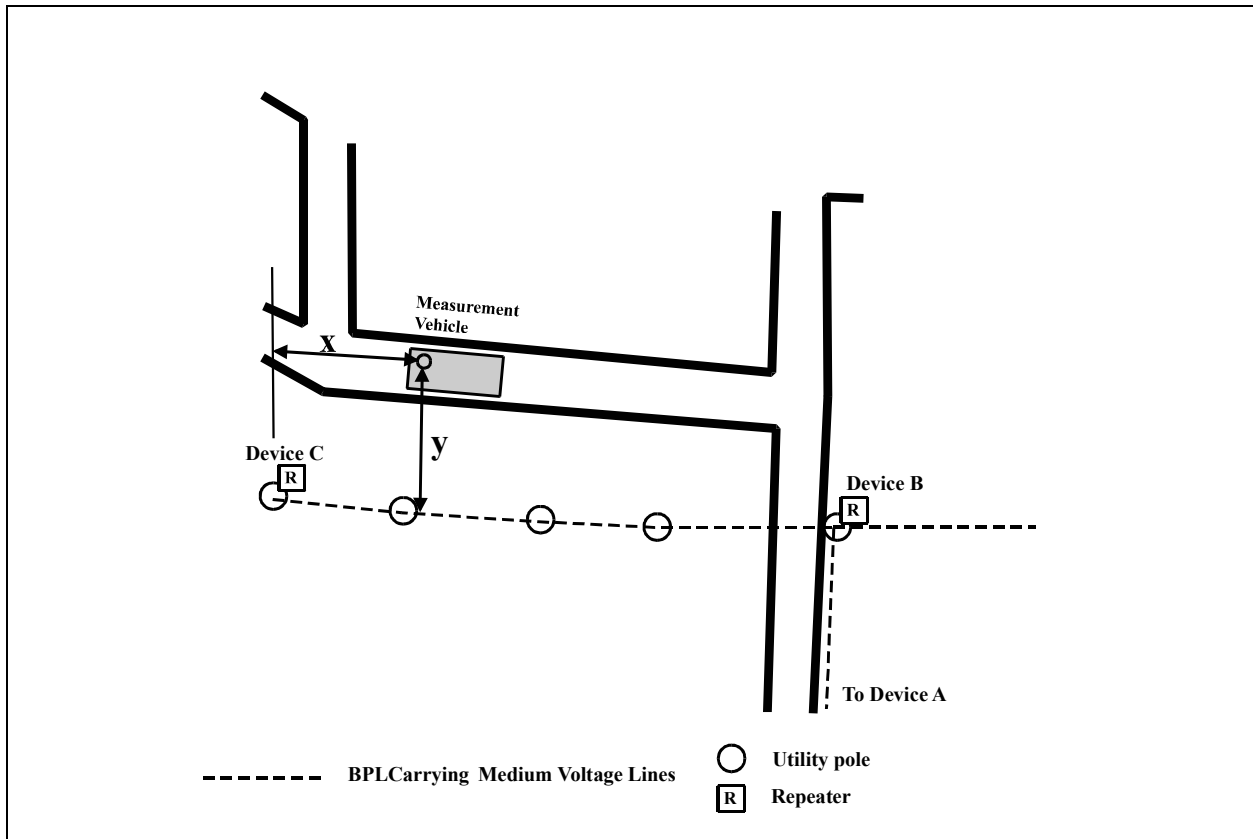 Measurement
Vehicle
x
y
Device C
R
Device B
R
To Device A
BPLCarrying Medium Voltage Lines
Utility pole
R
Repeater